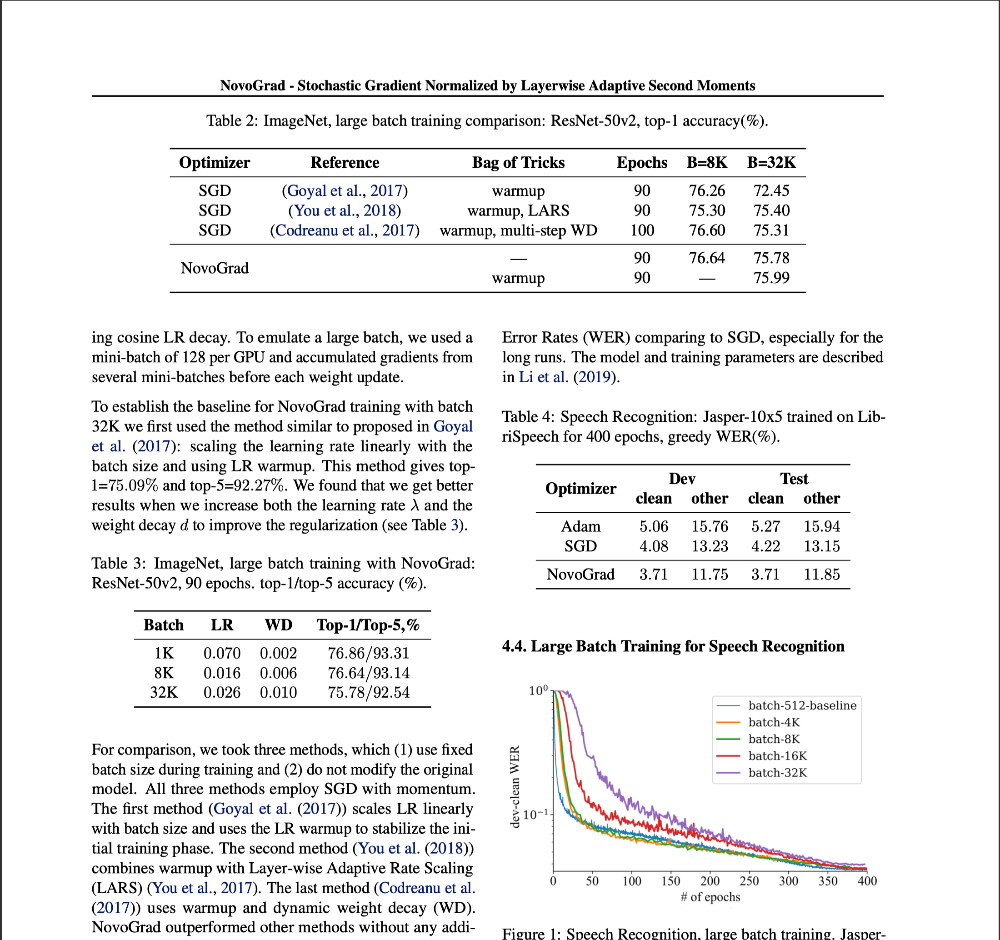 NovoGrad - Stochastic Gradient Normalized by Layerwise Adaptive Second Moments
Table 2: ImageNet, large batch training comparison: ResNet-50v2, top-1 accuracy(%).
Optimizer Reference Bag of Tricks Epochs B=8K B=32K
SGD (Goyal et al., 2017) warmup 90 76.26 72.45
SGD (You et al., 2018) warmup, LARS 90 75.30 75.40
SGD (Codreanu et al., 2017) warmup, multi-step WD 100 76.60 75.31
NovoGrad
— 90 76.64 75.78
warmup 90 — 75.99
ing cosine LR decay. To emulate a large batch, we used a
mini-batch of 128 per GPU and accumulated gradients from
several mini-batches before each weight update.
To establish the baseline for NovoGrad training with batch
32K we first used the method similar to proposed in Goyal
et al. (2017): scaling the learning rate linearly with the
batch size and using LR warmup. This method gives top-
1=75.09% and top-5=92.27%. We found that we get better
results when we increase both the learning rate λ and the
weight decay d to improve the regularization (see Table 3).
Table 3: ImageNet, large batch training with NovoGrad:
ResNet-50v2, 90 epochs. top-1/top-5 accuracy (%).
Batch LR WD Top-1/Top-5,%
1K 0.070 0.002 76.86/93.31
8K 0.016 0.006 76.64/93.14
32K 0.026 0.010 75.78/92.54
For comparison, we took three methods, which (1) use fixed
batch size during training and (2) do not modify the original
model. All three methods employ SGD with momentum.
The first method (Goyal et al. (2017)) scales LR linearly
with batch size and uses the LR warmup to stabilize the ini-
tial training phase. The second method (You et al. (2018))
combines warmup with Layer-wise Adaptive Rate Scaling
(LARS) (You et al., 2017). The last method (Codreanu et al.
(2017)) uses warmup and dynamic weight decay (WD).
NovoGrad outperformed other methods without any addi-
Error Rates (WER) comparing to SGD, especially for the
long runs. The model and training parameters are described
in Li et al. (2019).
Table 4: Speech Recognition: Jasper-10x5 trained on Lib-
riSpeech for 400 epochs, greedy WER(%).
Optimizer Dev Test
clean other clean other
Adam 5.06 15.76 5.27 15.94
SGD 4.08 13.23 4.22 13.15
NovoGrad 3.71 11.75 3.71 11.85
4.4. Large Batch Training for Speech Recognition
10⁰
10⁻¹
dev-clean WER
batch-512-baseline
batch-4K
batch-8K
batch-16K
batch-32K
0 50 100 150 200 250 300 350 400
# of epochs
Figure 1: Speech Recognition, large batch training. Jasper-